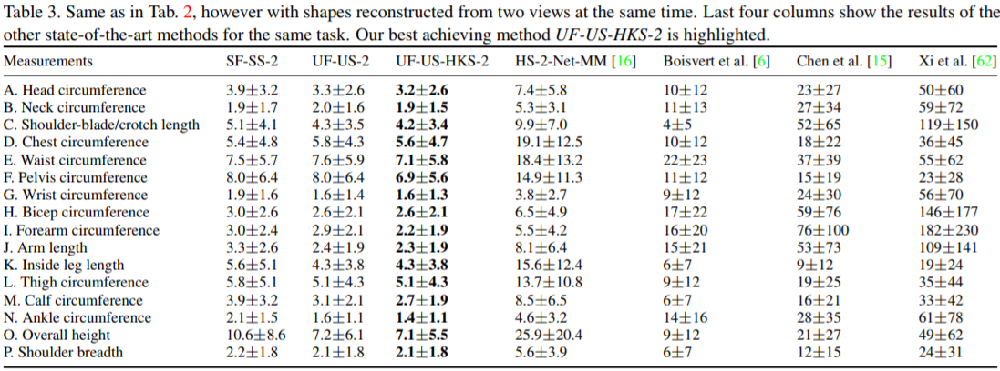 Table 3. Same as in Tab. 2, however with shapes reconstructed from two views at the same time. Last four columns show the results of the
other state-of-the-art methods for the same task. Our best achieving method UF-US-HKS-2 is highlighted.
Measurements SF-SS-2 UF-US-2 UF-US-HKS-2 HS-2-Net-MM [16] Boisvert et al. [6] Chen et al. [15] Xi et al. [62]
A. Head circumference 3.9±3.2 3.3±2.6 3.2±2.6 7.4±5.8 10±12 23±27 50±60
B. Neck circumference 1.9±1.7 2.0±1.6 1.9±1.5 5.3±3.1 11±13 27±34 59±72
C. Shoulder-blade/crotch length 5.1±4.1 4.3±3.5 4.2±3.4 9.9±7.0 4±5 52±65 119±150
D. Chest circumference 5.4±4.8 5.8±4.3 5.6±4.7 19.1±12.5 10±12 18±22 36±45
E. Waist circumference 7.5±5.7 7.6±5.9 7.1±5.8 18.4±13.2 22±23 37±39 55±62
F. Pelvis circumference 8.0±6.4 8.0±6.4 6.9±5.6 14.9±11.3 11±12 15±19 23±28
G. Wrist circumference 1.9±1.6 1.6±1.4 1.6±1.3 3.8±2.7 9±12 24±30 56±70
H. Bicep circumference 3.0±2.6 2.6±2.1 2.6±2.1 6.5±4.9 17±22 59±76 146±177
I. Forearm circumference 3.0±2.4 2.9±2.1 2.2±1.9 5.5±4.2 16±20 76±100 182±230
J. Arm length 3.3±2.6 2.4±1.9 2.3±1.9 8.1±6.4 15±21 53±73 109±141
K. Inside leg length 5.6±5.1 4.3±3.8 4.3±3.8 15.6±12.4 6±7 9±12 19±24
L. Thigh circumference 5.8±5.1 5.1±4.3 5.1±4.3 13.7±10.8 9±12 19±25 35±44
M. Calf circumference 3.9±3.2 3.1±2.1 2.7±1.9 8.5±6.5 6±7 16±21 33±42
N. Ankle circumference 2.1±1.5 1.6±1.1 1.4±1.1 4.6±3.2 14±16 28±35 61±78
O. Overall height 10.6±8.6 7.2±6.1 7.1±5.5 25.9±20.4 9±12 21±27 49±62
P. Shoulder breadth 2.2±1.8 2.1±1.8 2.1±1.8 5.6±3.9 6±7 12±15 24±31